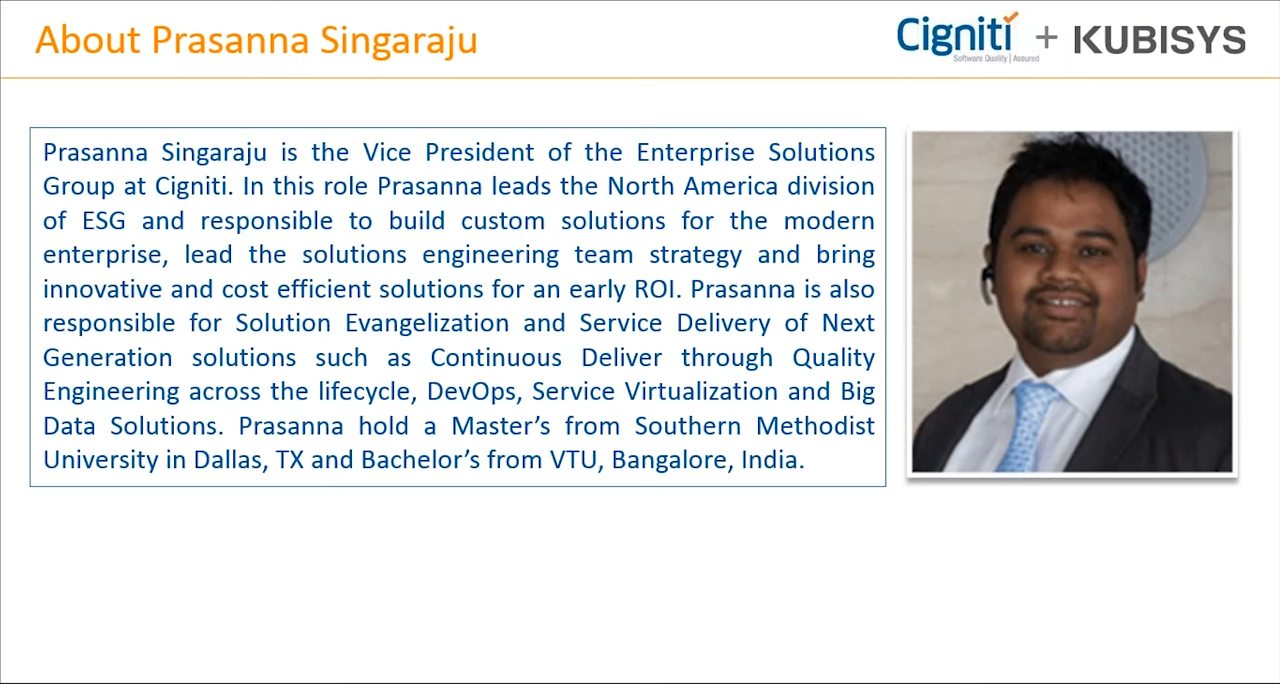 About Prasanna Singaraju
Cigniti + KUBISYS
Software Quality | Assured
Prasanna Singaraju is the Vice President of the Enterprise Solutions
Group at Cigniti. In this role Prasanna leads the North America division
of ESG and responsible to build custom solutions for the modern
enterprise, lead the solutions engineering team strategy and bring
innovative and cost efficient solutions for an early ROI. Prasanna is also
responsible for Solution Evangelization and Service Delivery of Next
Generation solutions such as Continuous Deliver through Quality
Engineering across the lifecycle, DevOps, Service Virtualization and Big
Data Solutions. Prasanna hold a Master’s from Southern Methodist
University in Dallas, TX and Bachelor’s from VTU, Bangalore, India.